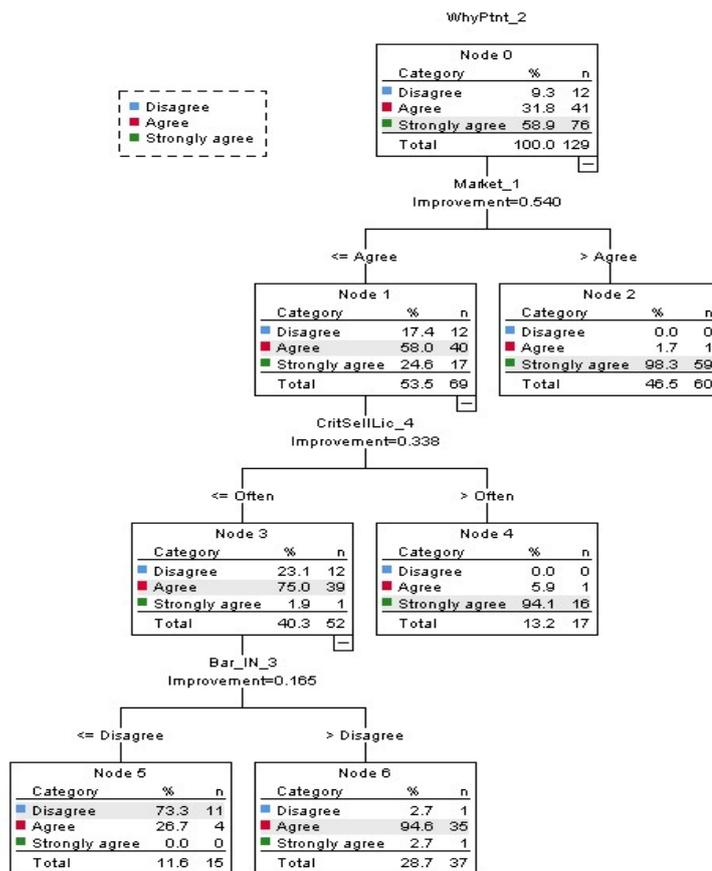 WhyPtnt_2
Disagree
Agree
Strongly agree
Node 0
Category % n
Disagree 9.3 12
Agree 31.8 41
Strongly agree 58.9 76
Total 100.0 129
Market_1
Improvement=0.540
<= Agree
> Agree
Node 1
Category % n
Disagree 17.4 12
Agree 58.0 40
Strongly agree 24.6 17
Total 53.5 69
Node 2
Category % n
Disagree 0.0 0
Agree 1.7 1
Strongly agree 98.3 59
Total 46.5 60
CritSellLic_4
Improvement=0.338
<= Often
> Often
Node 3
Category % n
Disagree 23.1 12
Agree 75.0 39
Strongly agree 1.9 1
Total 40.3 52
Node 4
Category % n
Disagree 0.0 0
Agree 5.9 1
Strongly agree 94.1 16
Total 13.2 17
Bar_IN_3
Improvement=0.165
<= Disagree
> Disagree
Node 5
Category % n
Disagree 73.3 11
Agree 26.7 4
Strongly agree 0.0 0
Total 11.6 15
Node 6
Category % n
Disagree 2.7 1
Agree 94.6 35
Strongly agree 2.7 1
Total 28.7 37